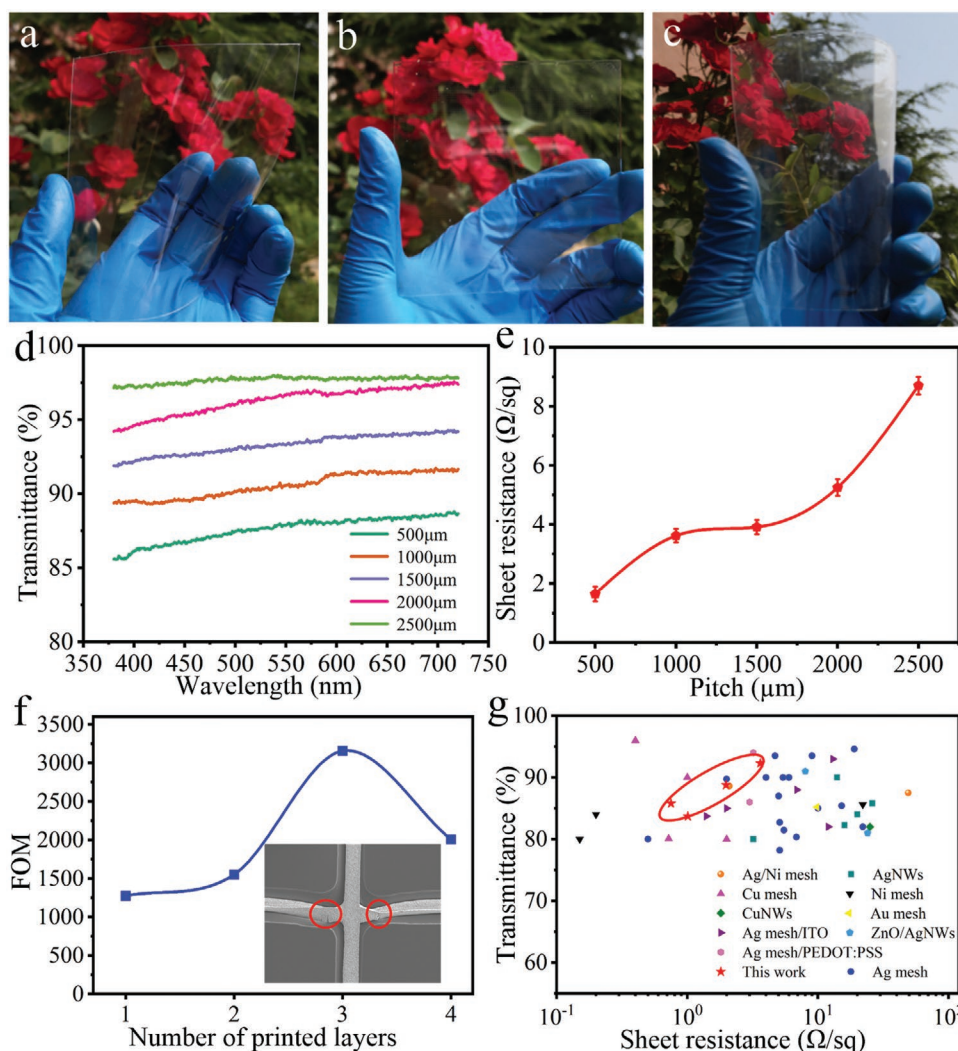 a
b
c
d
100
95
90
85
80
Transmittance (%)
500μm
1000μm
1500μm
2000μm
2500μm
350 400 450 500 550 600 650 700 750
Wavelength (nm)
e
10
8
6
4
2
0
Sheet resistance (Ω/sq)
500 1000 1500 2000 2500
Pitch (μm)
f
3500
3000
2500
2000
1500
1000
500
0
FOM
1 2 3 4
Number of printed layers
g
100
90
80
70
60
Transmittance (%)
Ag/Ni mesh AgNWs
Cu mesh Ni mesh
CuNWs Au mesh
Ag mesh/ITO ZnO/AgNWs
Ag mesh/PEDOT:PSS
This work Ag mesh
10⁻¹ 10⁰ 10¹ 10²
Sheet resistance (Ω/sq)